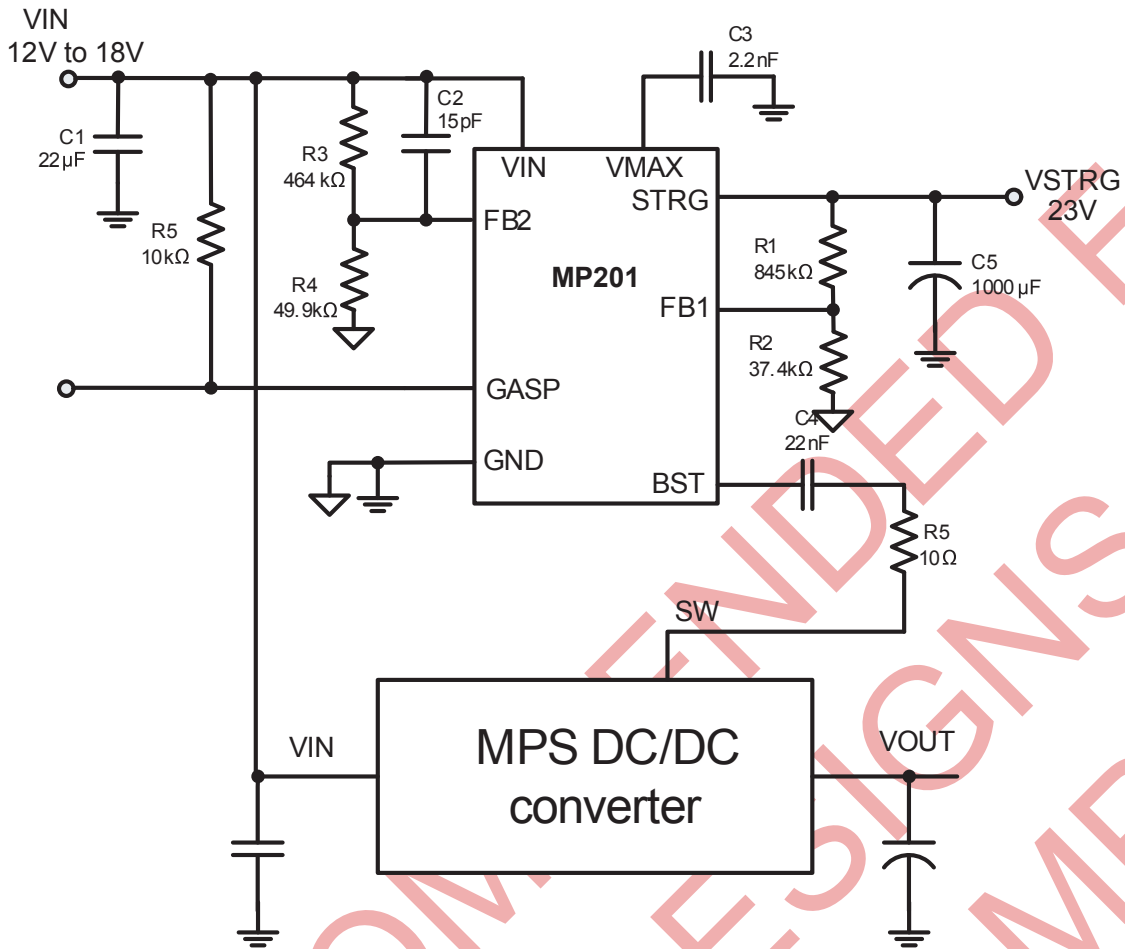 VIN
12V to 18V
C1
22µF
R5
10kΩ
R3
464 kΩ
C2
15pF
R4
49.9kΩ
C3
2.2nF
VIN
VMAX
STRG
FB2
MP201
FB1
GASP
GND
BST
VSTRG
23V
R1
845kΩ
C5
1000µF
R2
37.4kΩ
C4
22nF
R5
10Ω
SW
VIN
MPS DC/DC
converter
VOUT